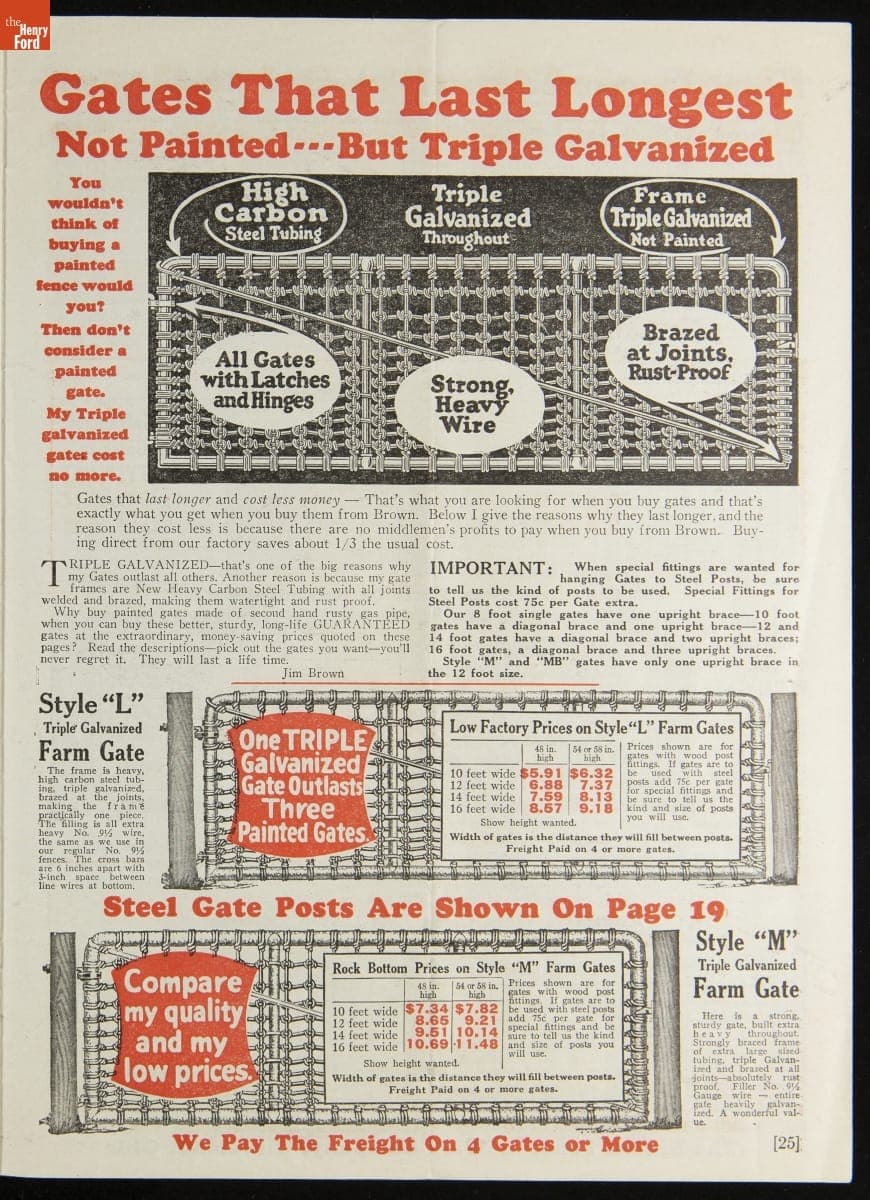 the
Henry
Ford
Gates That Last Longest
Not Painted---But Triple Galvanized
You
wouldn't
think of
buying a
painted
fence would
you?
Then don't
consider a
painted
gate.
My Triple
galvanized
gates cost
no more.
High
Carbon
Steel Tubing
Triple
Galvanized
Throughout
Frame
Triple Galvanized
Not Painted
All Gates
with Latches
and Hinges
Strong,
Heavy
Wire
Brazed
at Joints,
Rust-Proof
Gates that last longer and cost less money — That's what you are looking for when you buy gates and that's
exactly what you get when you buy them from Brown. Below I give the reasons why they last longer, and the
reason they cost less is because there are no middlemen's profits to pay when you buy from Brown. Buy-
ing direct from our factory saves about 1/3 the usual cost.
TRIPLE GALVANIZED—that's one of the big reasons why
my Gates outlast all others. Another reason is because my gate
frames are New Heavy Carbon Steel Tubing with all joints
welded and brazed, making them watertight and rust proof.
Why buy painted gates made of second hand rusty gas pipe,
when you can buy these better, sturdy, long-life GUARANTEED
gates at the extraordinary, money-saving prices quoted on these
pages? Read the descriptions—pick out the gates you want—you'll
never regret it. They will last a life time.
Jim Brown
IMPORTANT: When special fittings are wanted for
hanging Gates to Steel Posts, be sure
to tell us the kind of posts to be used. Special Fittings for
Steel Posts cost 75c per Gate extra.
Our 8 foot single gates have one upright brace—10 foot
gates have a diagonal brace and one upright brace—12 and
14 foot gates have a diagonal brace and two upright braces;
16 foot gates, a diagonal brace and three upright braces.
Style "M" and "MB" gates have only one upright brace in
the 12 foot size.
Style "L"
Triple Galvanized
Farm Gate
The frame is heavy,
high carbon steel tub-
ing, triple galvanized,
brazed at the joints,
making the frame
practically one piece.
The filling is all extra
heavy No. 9½ wire,
the same as we use in
our regular No. 9½
fences. The cross bars
are 6 inches apart with
3-inch space between
line wires at bottom.
One TRIPLE
Galvanized
Gate Outlasts
Three
Painted Gates.
Low Factory Prices on Style "L" Farm Gates
48 in. high 54 or 58 in. high
10 feet wide $5.91 $6.32
12 feet wide 6.88 7.37
14 feet wide 7.59 8.13
16 feet wide 8.57 9.18
Show height wanted.
Prices shown are for
gates with wood post
fittings. If gates are to
be used with steel
posts add 75c per gate
for special fittings and
be sure to tell us the
kind and size of posts
you will use.
Width of gates is the distance they will fill between posts.
Freight Paid on 4 or more gates.
Steel Gate Posts Are Shown On Page 19
Compare
my quality
and my
low prices.
Rock Bottom Prices on Style "M" Farm Gates
48 in. high 54 or 58 in. high
10 feet wide $7.34 $7.82
12 feet wide 8.65 9.21
14 feet wide 9.51 10.14
16 feet wide 10.69 11.48
Show height wanted.
Prices shown are for
gates with wood post
fittings. If gates are to
be used with steel posts
add 75c per gate for
special fittings and be
sure to tell us the kind
and size of posts you
will use.
Width of gates is the distance they will fill between posts.
Freight Paid on 4 or more gates.
Style "M"
Triple Galvanized
Farm Gate
Here is a strong,
sturdy gate, built extra
heavy throughout.
Strongly braced frame
of extra large sized
tubing, triple Galvan-
ized and brazed at all
joints—absolutely rust
proof. Filler No. 9½
Gauge wire — entire
gate heavily galvan-
ized. A wonderful val-
ue.
We Pay The Freight On 4 Gates or More
[25]